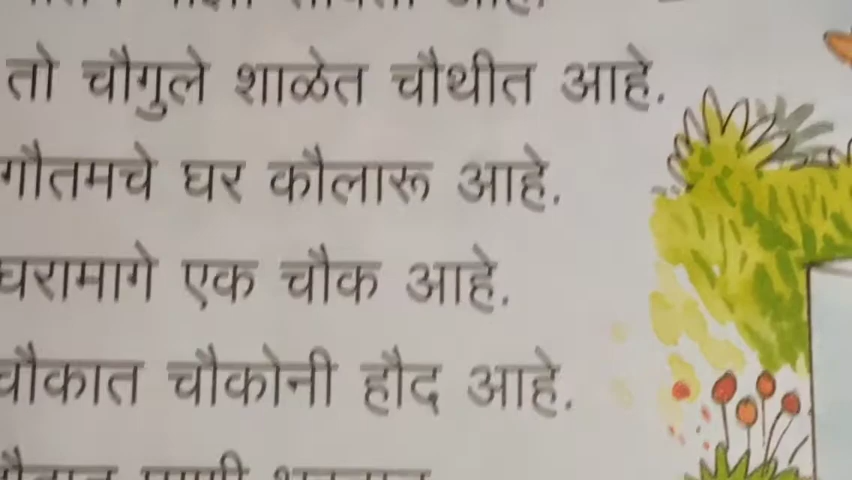 तो चौगुले शाळेत चौथीत आहे.
गौतमचे घर कौलारू आहे.
घरामागे एक चौक आहे.
चौकात चौकोनी हौद आहे.